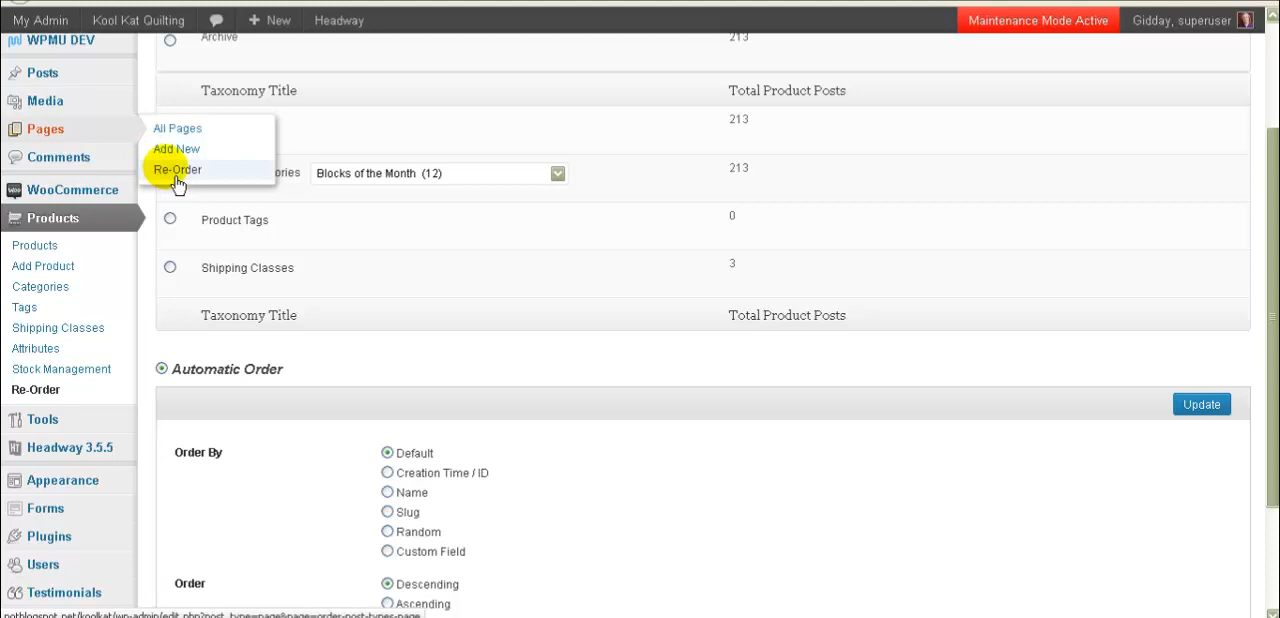 My Admin
Kool Kat Quilting
New
Headway
Maintenance Mode Active
Gidday, superuser
WPMU DEV
Posts
Media
Pages
Comments
WooCommerce
Products
Products
Add Product
Categories
Tags
Shipping Classes
Attributes
Stock Management
Re-Order
Tools
Headway 3.5.5
Appearance
Forms
Plugins
Users
Testimonials
All Pages
Add New
Re-Order
Archive
213
Taxonomy Title
Total Product Posts
213
ories
Blocks of the Month (12)
213
Product Tags
0
Shipping Classes
3
Taxonomy Title
Total Product Posts
Automatic Order
Update
Order By
Default
Creation Time / ID
Name
Slug
Random
Custom Field
Order
Descending
Ascending